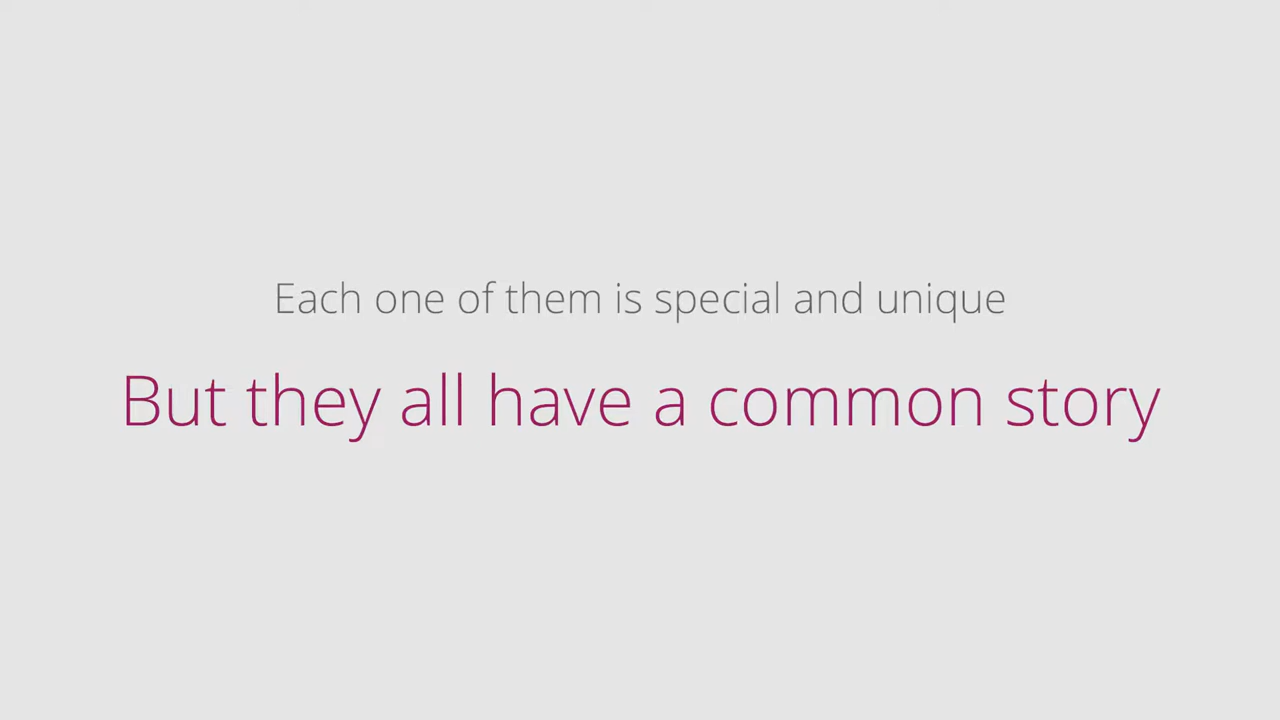 Each one of them is special and unique
But they all have a common story